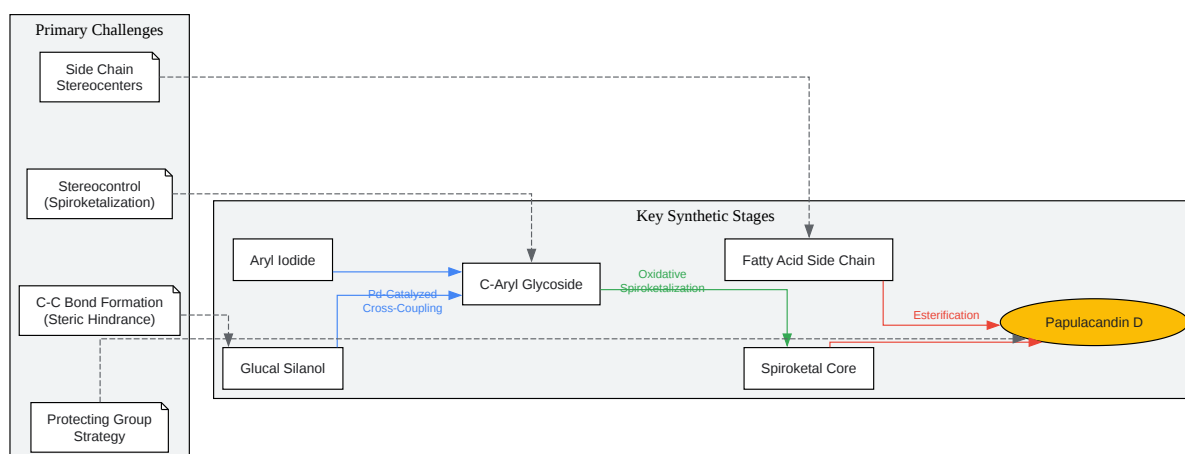 Primary Challenges
Side Chain
Stereocenters
Stereocontrol
(Spiroketalization)
C-C Bond Formation
(Steric Hindrance)
Protecting Group
Strategy
Key Synthetic Stages
Aryl Iodide
Glucal Silanol
Pd-Catalyzed
Cross-Coupling
C-Aryl Glycoside
Oxidative
Spiroketalization
Fatty Acid Side Chain
Spiroketal Core
Esterification
Papulacandin D